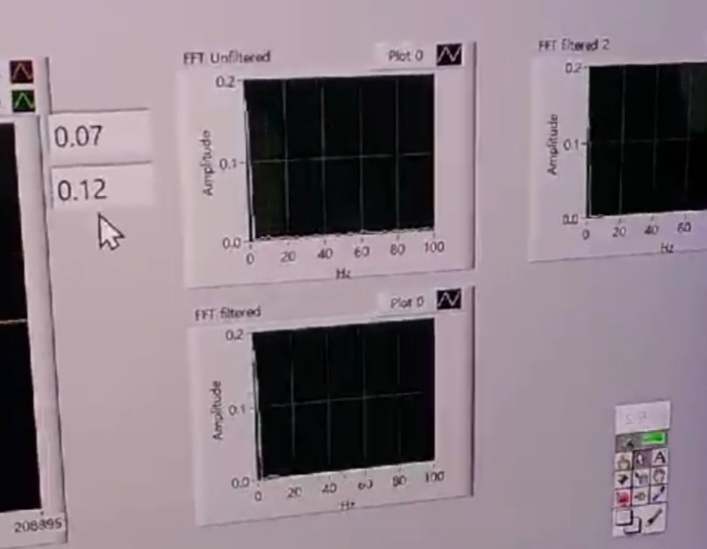 0.07
0.12
208895
FFT Unfiltered
Plot 0
0.2
Amplitude
0.1
0.0
0 20 40 60 80 100
Hz
FFT filtered
Plot 0
0.2
Amplitude
0.1
0.0
0 20 40 60 80 100
Hz
FFT filtered 2
0.2
Amplitude
0.1
0.0
0 20 40 60
Hz
A